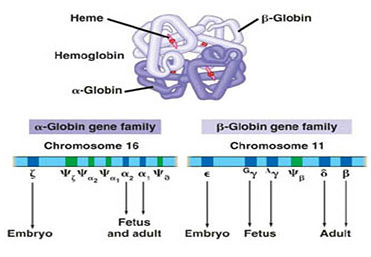 Heme
β-Globin
Hemoglobin
α-Globin
α-Globin gene family
β-Globin gene family
Chromosome 16
Chromosome 11
ζ Ψζ Ψα2 Ψα1 α2 α1 Ψθ
ϵ Gγ Aγ Ψβ δ β
Embryo
Fetus
and adult
Embryo
Fetus
Adult